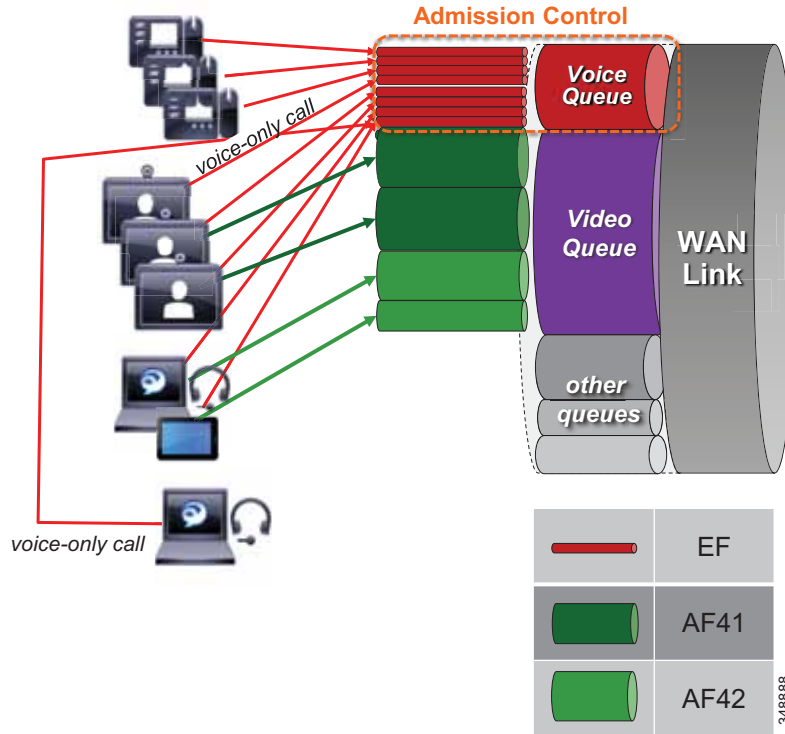 Admission Control
Voice
Queue
voice-only call
Video
Queue
WAN
Link
other
queues
voice-only call
EF
AF41
AF42
348888